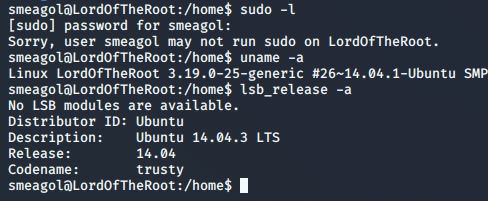 smeagol@LordOfTheRoot:/home$ sudo -l
[sudo] password for smeagol:
Sorry, user smeagol may not run sudo on LordOfTheRoot.
smeagol@LordOfTheRoot:/home$ uname -a
Linux LordOfTheRoot 3.19.0-25-generic #26~14.04.1-Ubuntu SMP
smeagol@LordOfTheRoot:/home$ lsb_release -a
No LSB modules are available.
Distributor ID: Ubuntu
Description:    Ubuntu 14.04.3 LTS
Release:        14.04
Codename:       trusty
smeagol@LordOfTheRoot:/home$